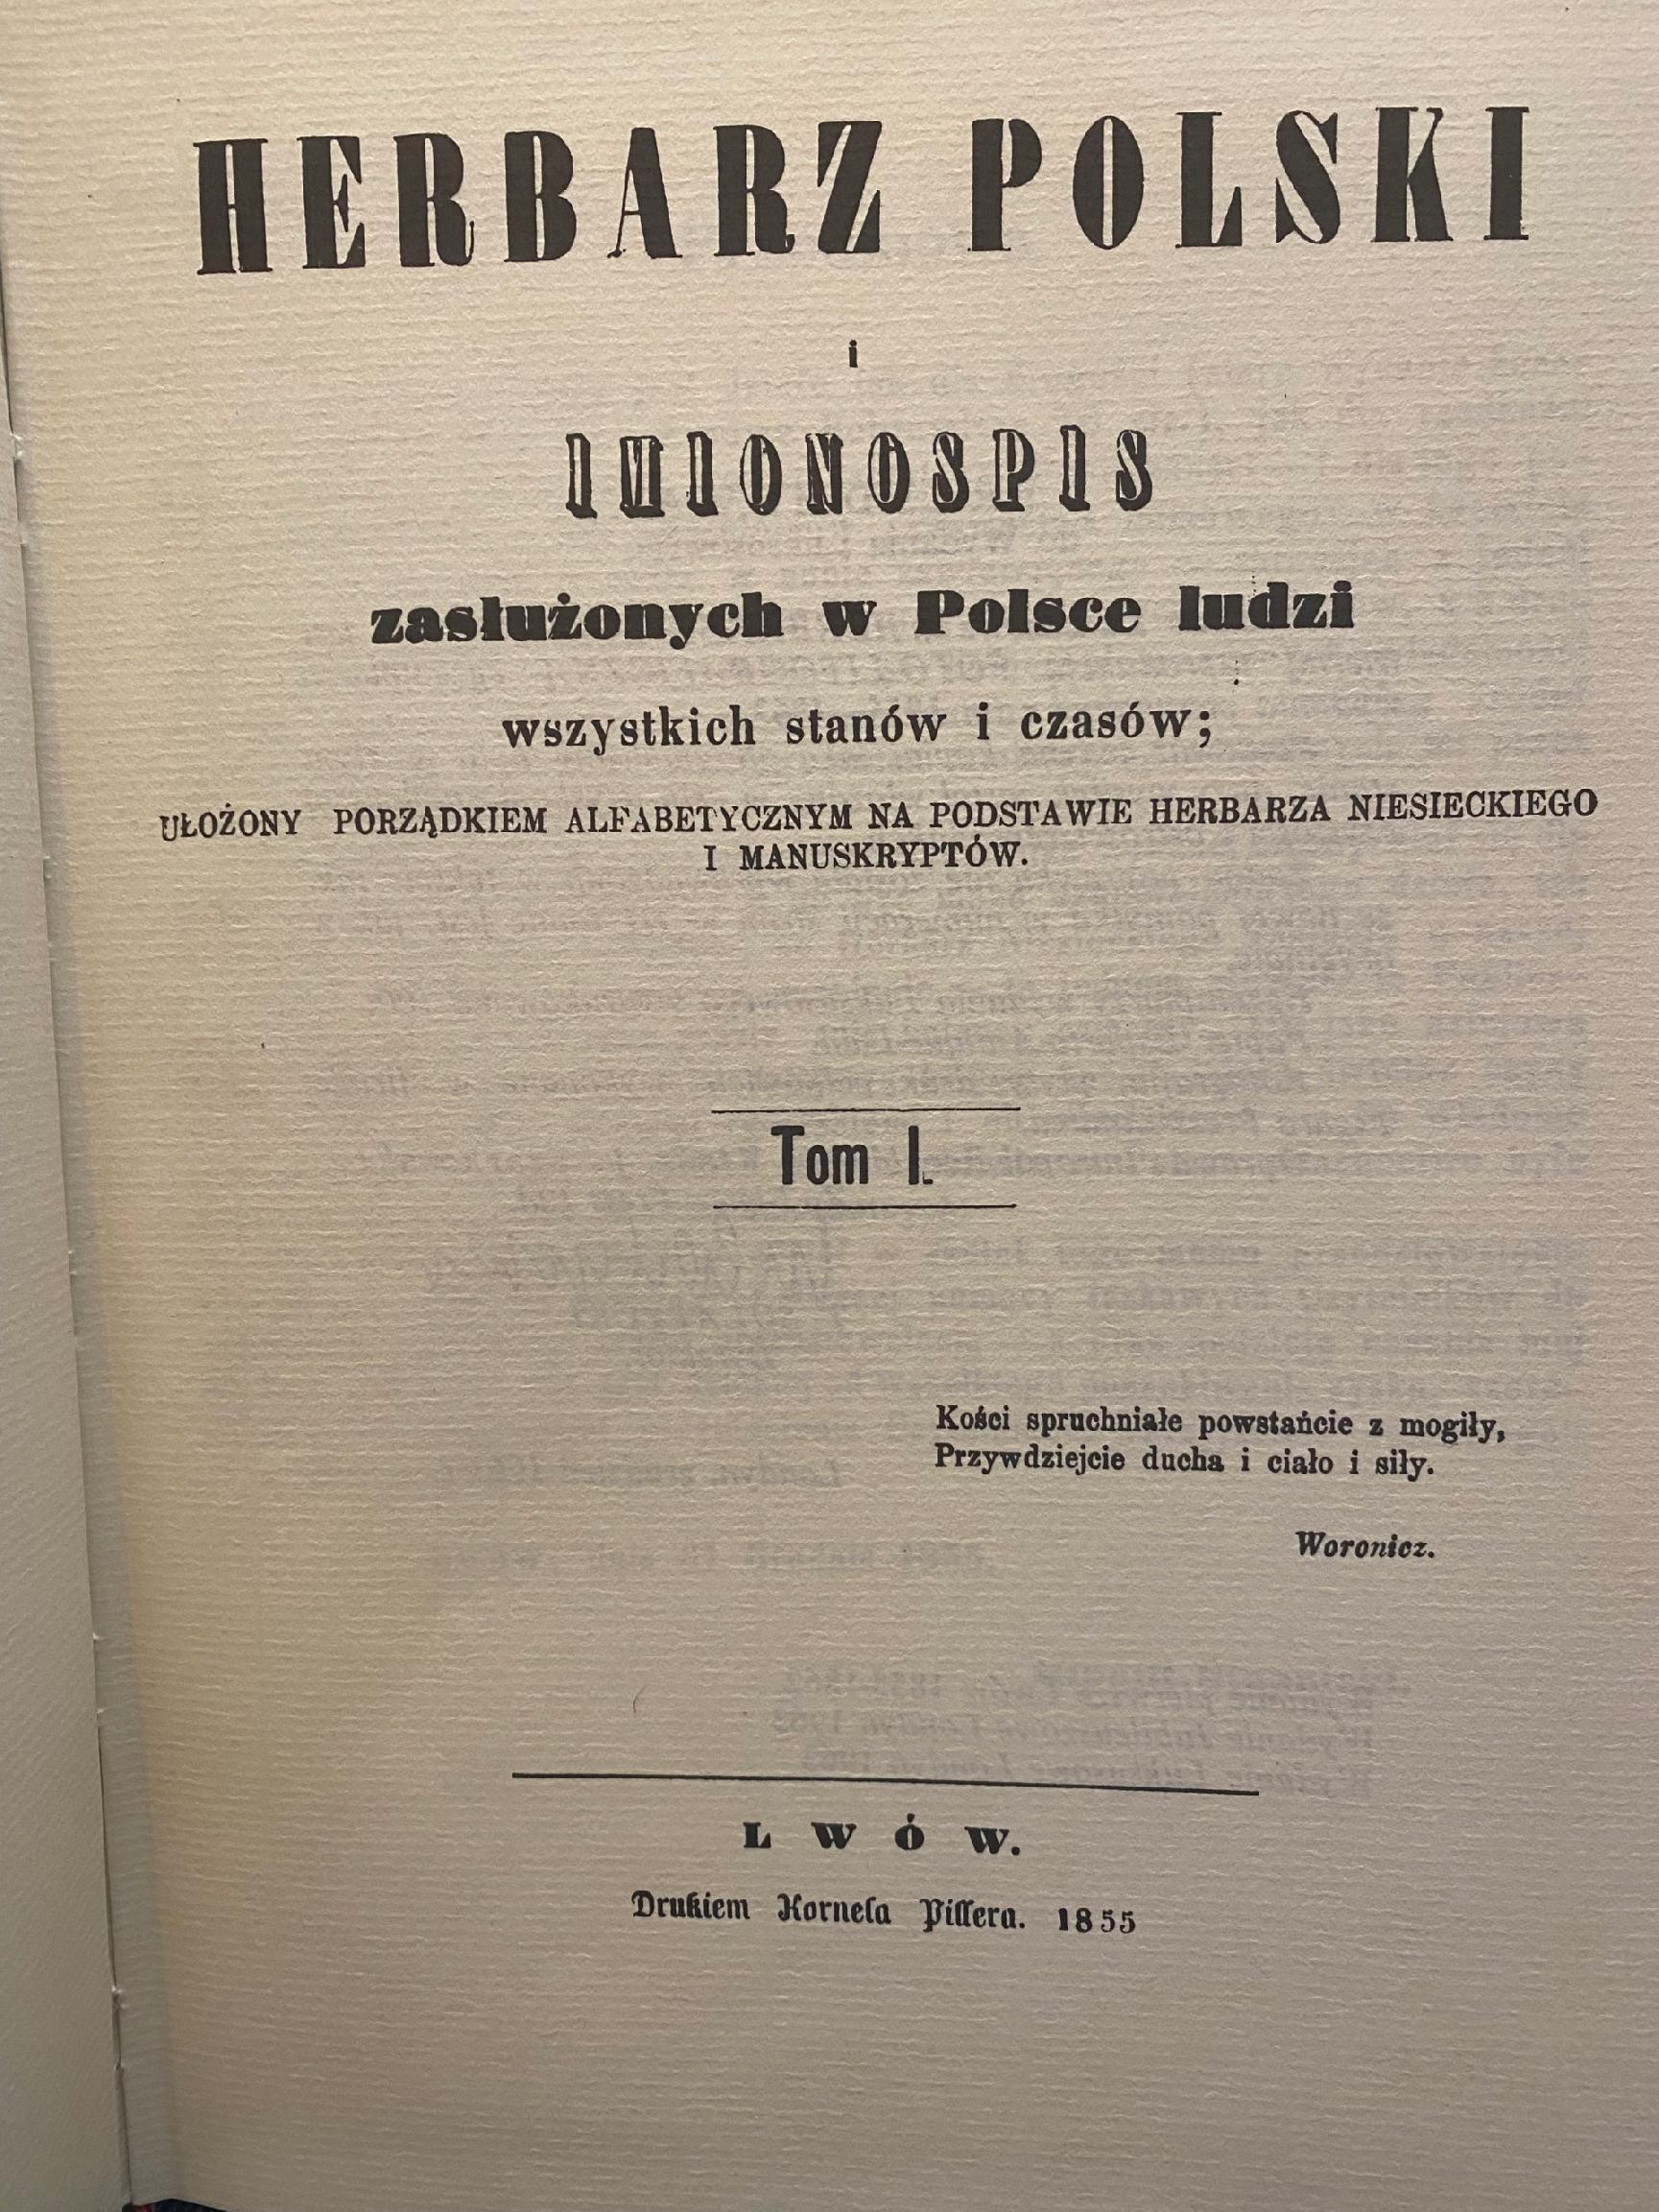 HERBARZ POLSKI
i
IMIONOSPIS
zasłużonych w Polsce ludzi
wszystkich stanów i czasów;
UŁOŻONY PORZĄDKIEM ALFABETYCZNYM NA PODSTAWIE HERBARZA NIESIECKIEGO
I MANUSKRYPTÓW.
Tom I.
Kości spruchniałe powstańcie z mogiły,
Przywdziejcie ducha i ciało i siły.
Woronicz.
LWÓW.
Drukiem Kornela Pillera. 1855